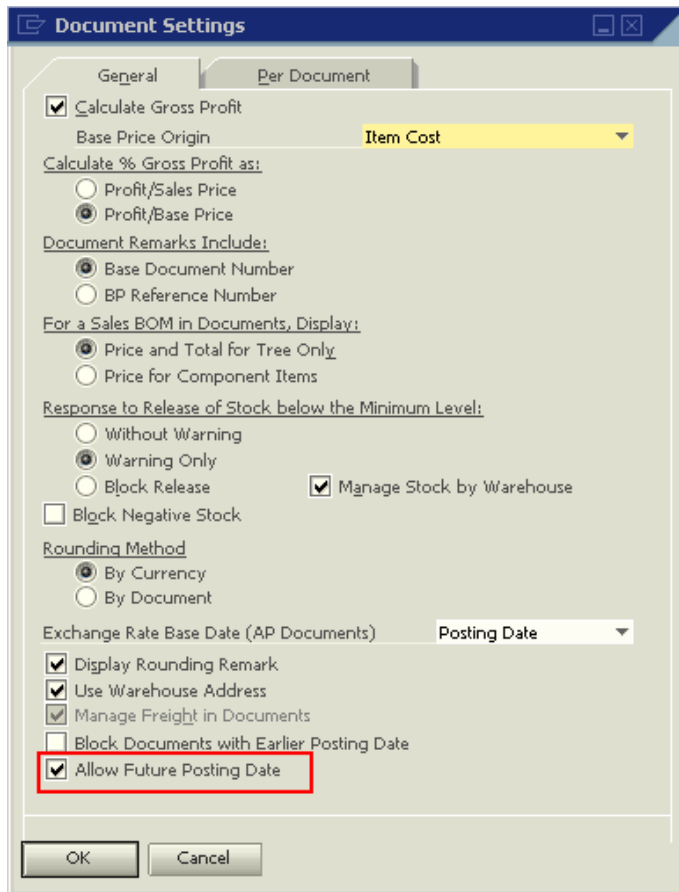 Document Settings
General
Per Document
Calculate Gross Profit
Base Price Origin Item Cost
Calculate % Gross Profit as:
Profit/Sales Price
Profit/Base Price
Document Remarks Include:
Base Document Number
BP Reference Number
For a Sales BOM in Documents, Display:
Price and Total for Tree Only
Price for Component Items
Response to Release of Stock below the Minimum Level:
Without Warning
Warning Only
Block Release Manage Stock by Warehouse
Block Negative Stock
Rounding Method
By Currency
By Document
Exchange Rate Base Date (AP Documents) Posting Date
Display Rounding Remark
Use Warehouse Address
Manage Freight in Documents
Block Documents with Earlier Posting Date
Allow Future Posting Date
OK Cancel